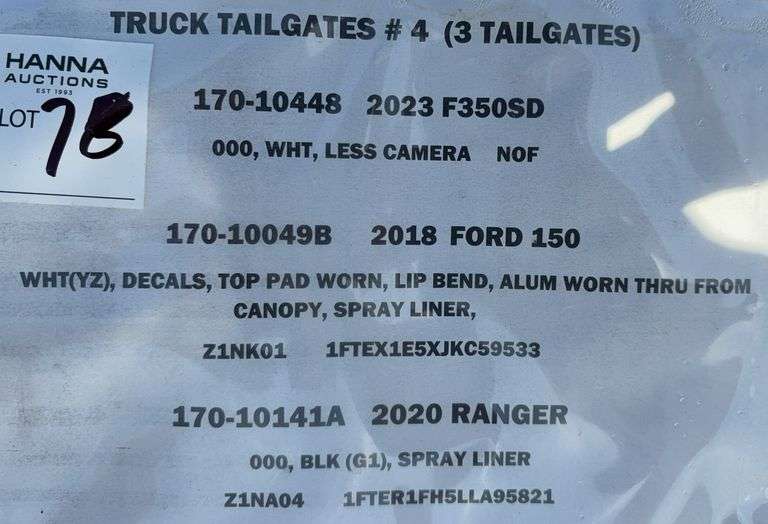 TRUCK TAILGATES # 4 (3 TAILGATES)
HANNA
AUCTIONS
EST 1993
LOT 78
170-10448 2023 F350SD
000, WHT, LESS CAMERA NOF
170-10049B 2018 FORD 150
WHT(YZ), DECALS, TOP PAD WORN, LIP BEND, ALUM WORN THRU FROM
CANOPY, SPRAY LINER,
Z1NK01 1FTEX1E5XJKC59533
170-10141A 2020 RANGER
000, BLK (G1), SPRAY LINER
Z1NA04 1FTER1FH5LLA95821